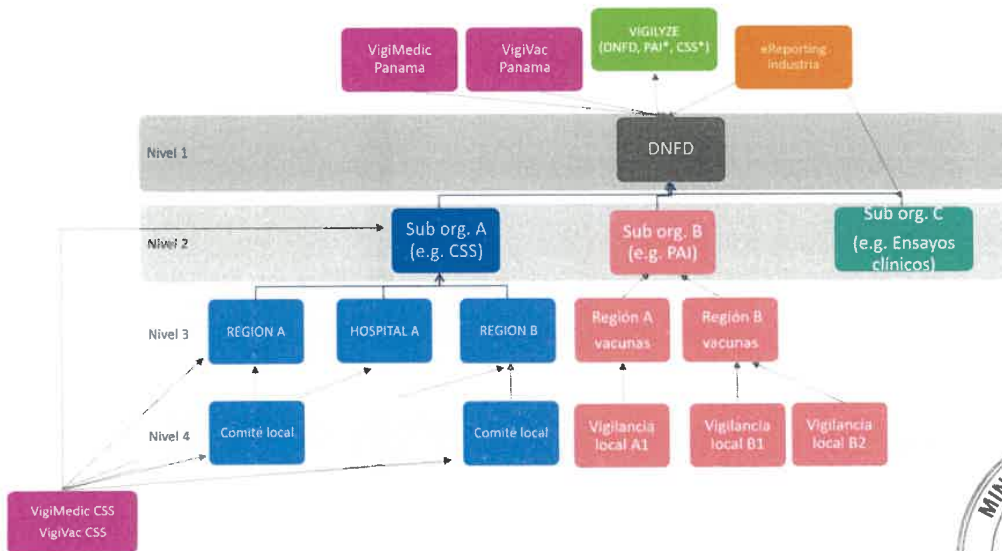 VigiMedic
Panama
VigiVac
Panama
VIGILYZE
(DNFD, PAI*, CSS*)
eReporting
Industria
Nivel 1
DNFD
Nivel 2
Sub org. A
(e.g. CSS)
Sub org. B
(e.g. PAI)
Sub org. C
(e.g. Ensayos
clínicos)
Nivel 3
REGION A
HOSPITAL A
REGION B
Región A
vacunas
Región B
vacunas
Nivel 4
Comité local
Comité local
Vigilancia
local A1
Vigilancia
local B1
Vigilancia
local B2
VigiMedic CSS
VigiVac CSS
MIN